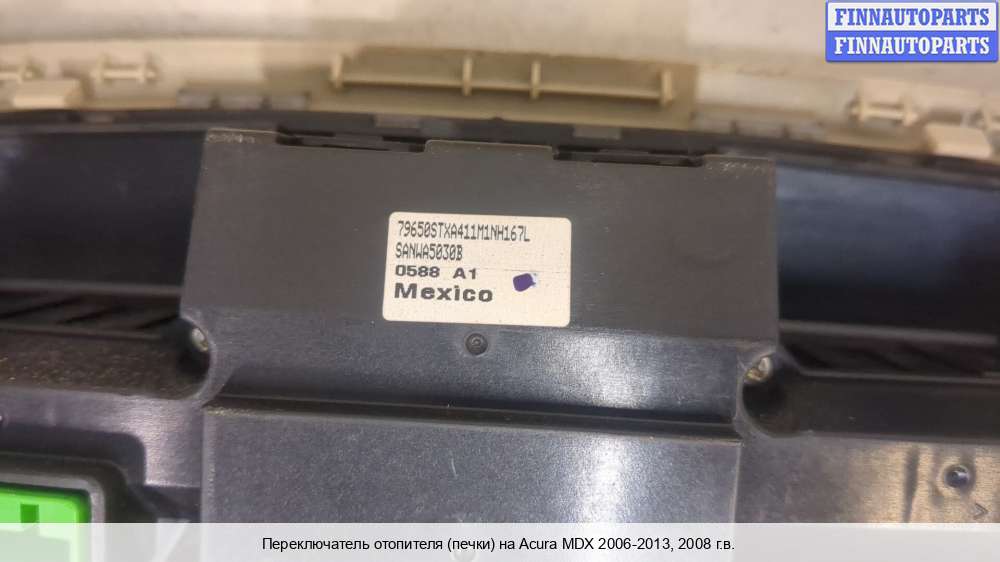 FINNAUTOPARTS
FINNAUTOPARTS
79650STXA411M1NH167L
SANWA5030B
0588 A1
Mexico
Переключатель отопителя (печки) на Acura MDX 2006-2013, 2008 г.в.